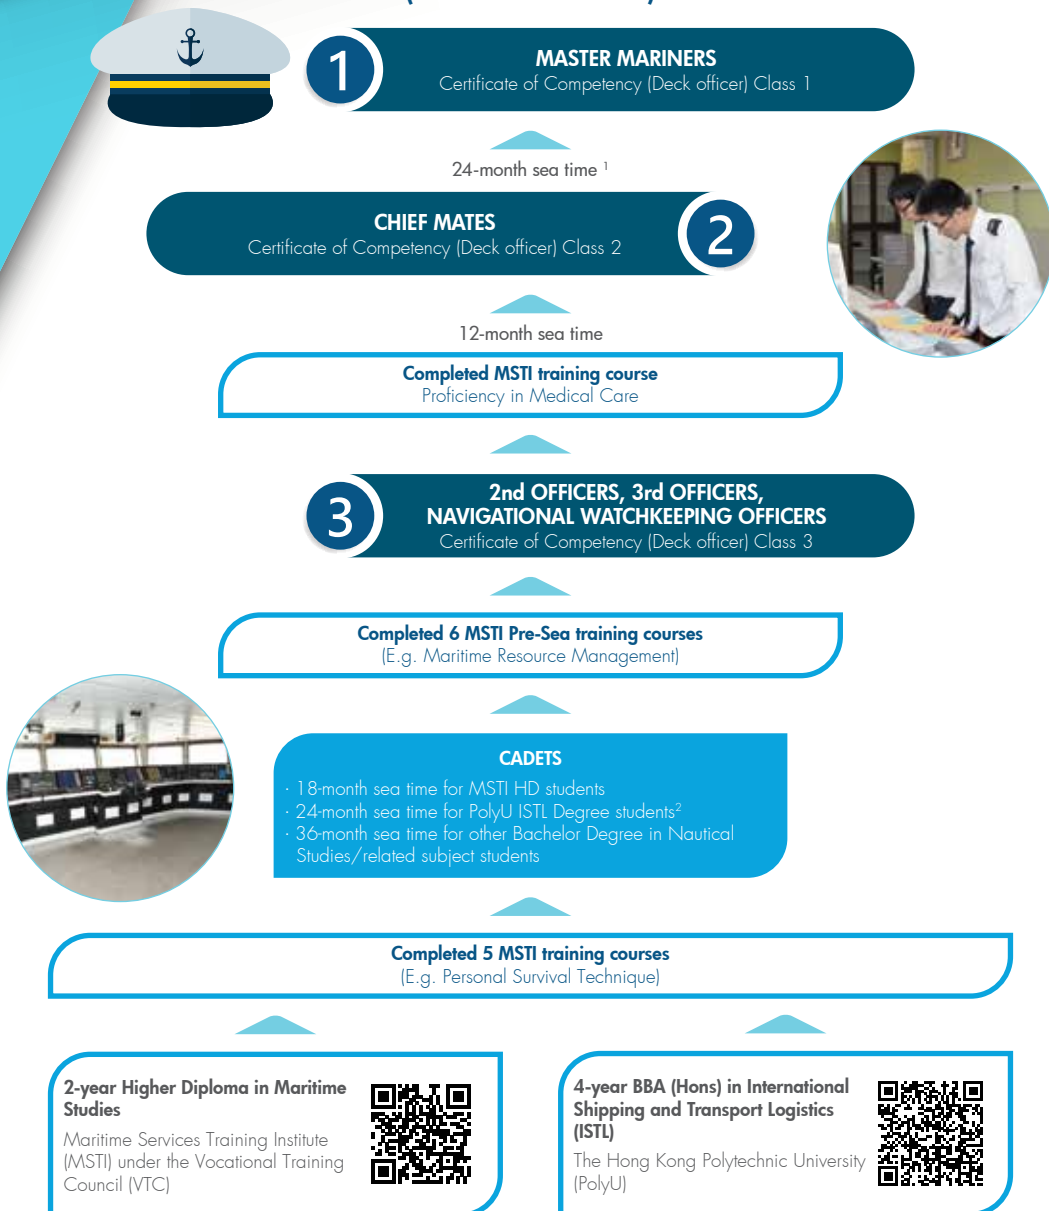 1
MASTER MARINERS
Certificate of Competency (Deck officer) Class 1
24-month sea time 1
CHIEF MATES
Certificate of Competency (Deck officer) Class 2
2
12-month sea time
Completed MSTI training course
Proficiency in Medical Care
3
2nd OFFICERS, 3rd OFFICERS,
NAVIGATIONAL WATCHKEEPING OFFICERS
Certificate of Competency (Deck officer) Class 3
Completed 6 MSTI Pre-Sea training courses
(E.g. Maritime Resource Management)
CADETS
· 18-month sea time for MSTI HD students
· 24-month sea time for PolyU ISTL Degree students2
· 36-month sea time for other Bachelor Degree in Nautical
Studies/related subject students
Completed 5 MSTI training courses
(E.g. Personal Survival Technique)
2-year Higher Diploma in Maritime
Studies
Maritime Services Training Institute
(MSTI) under the Vocational Training
Council (VTC)
4-year BBA (Hons) in International
Shipping and Transport Logistics
(ISTL)
The Hong Kong Polytechnic University
(PolyU)